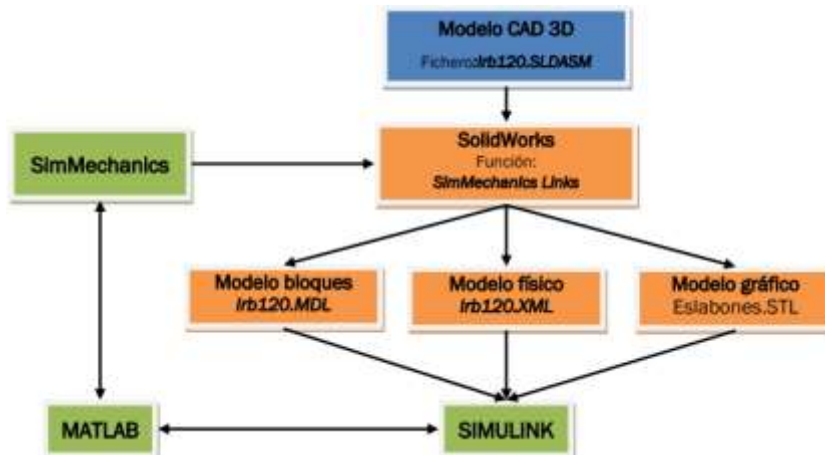 Modelo CAD 3D
Fichero:Irb120.SLDASM
SolidWorks
Función:
SimMechanics Links
SimMechanics
Modelo bloques
Irb120.MDL
Modelo físico
Irb120.XML
Modelo gráfico
Eslabones.STL
MATLAB
SIMULINK